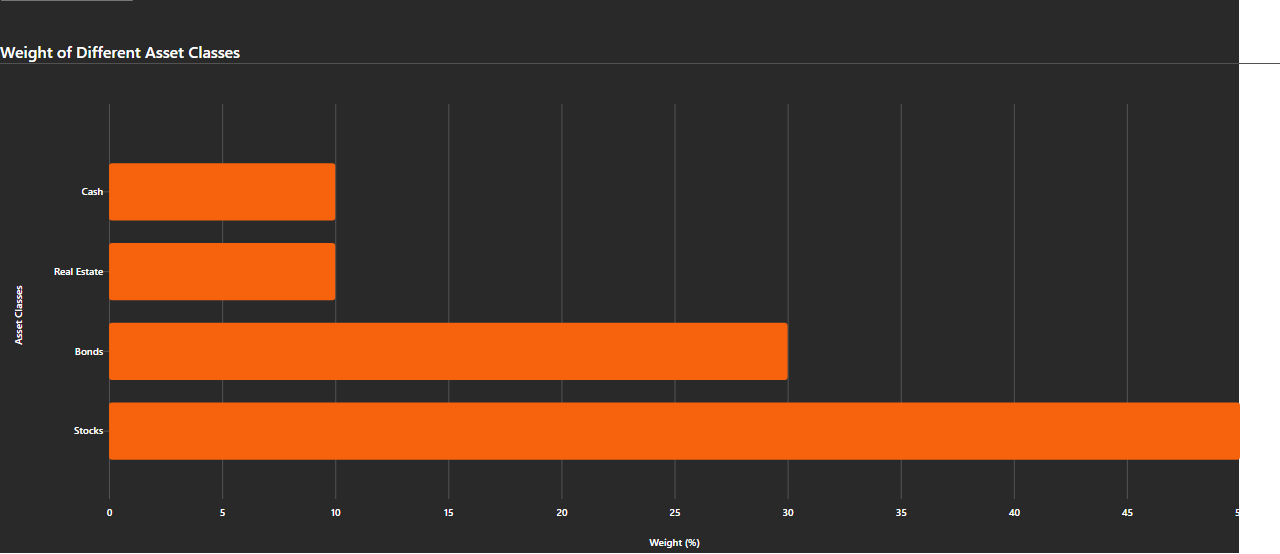 Weight of Different Asset Classes
Cash
Real Estate
Bonds
Stocks
Asset Classes
0 5 10 15 20 25 30 35 40 45
Weight (%)